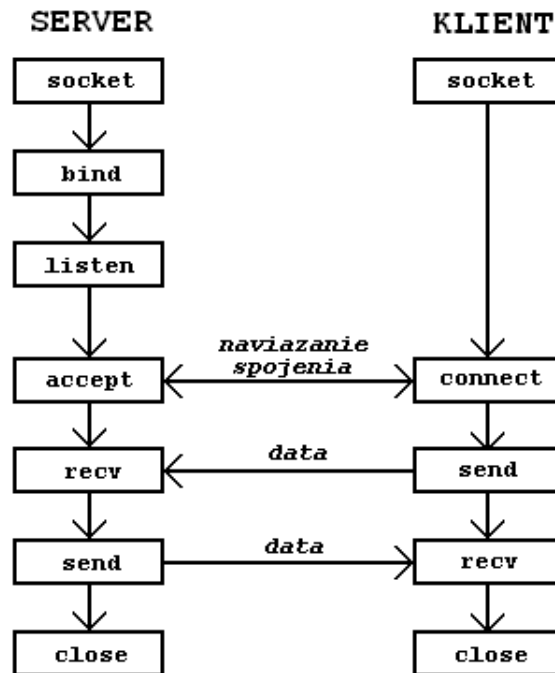 SERVER KLIENT
socket socket
bind
listen
naviazanie
spojenia
accept connect
data
recv send
data
send recv
close close